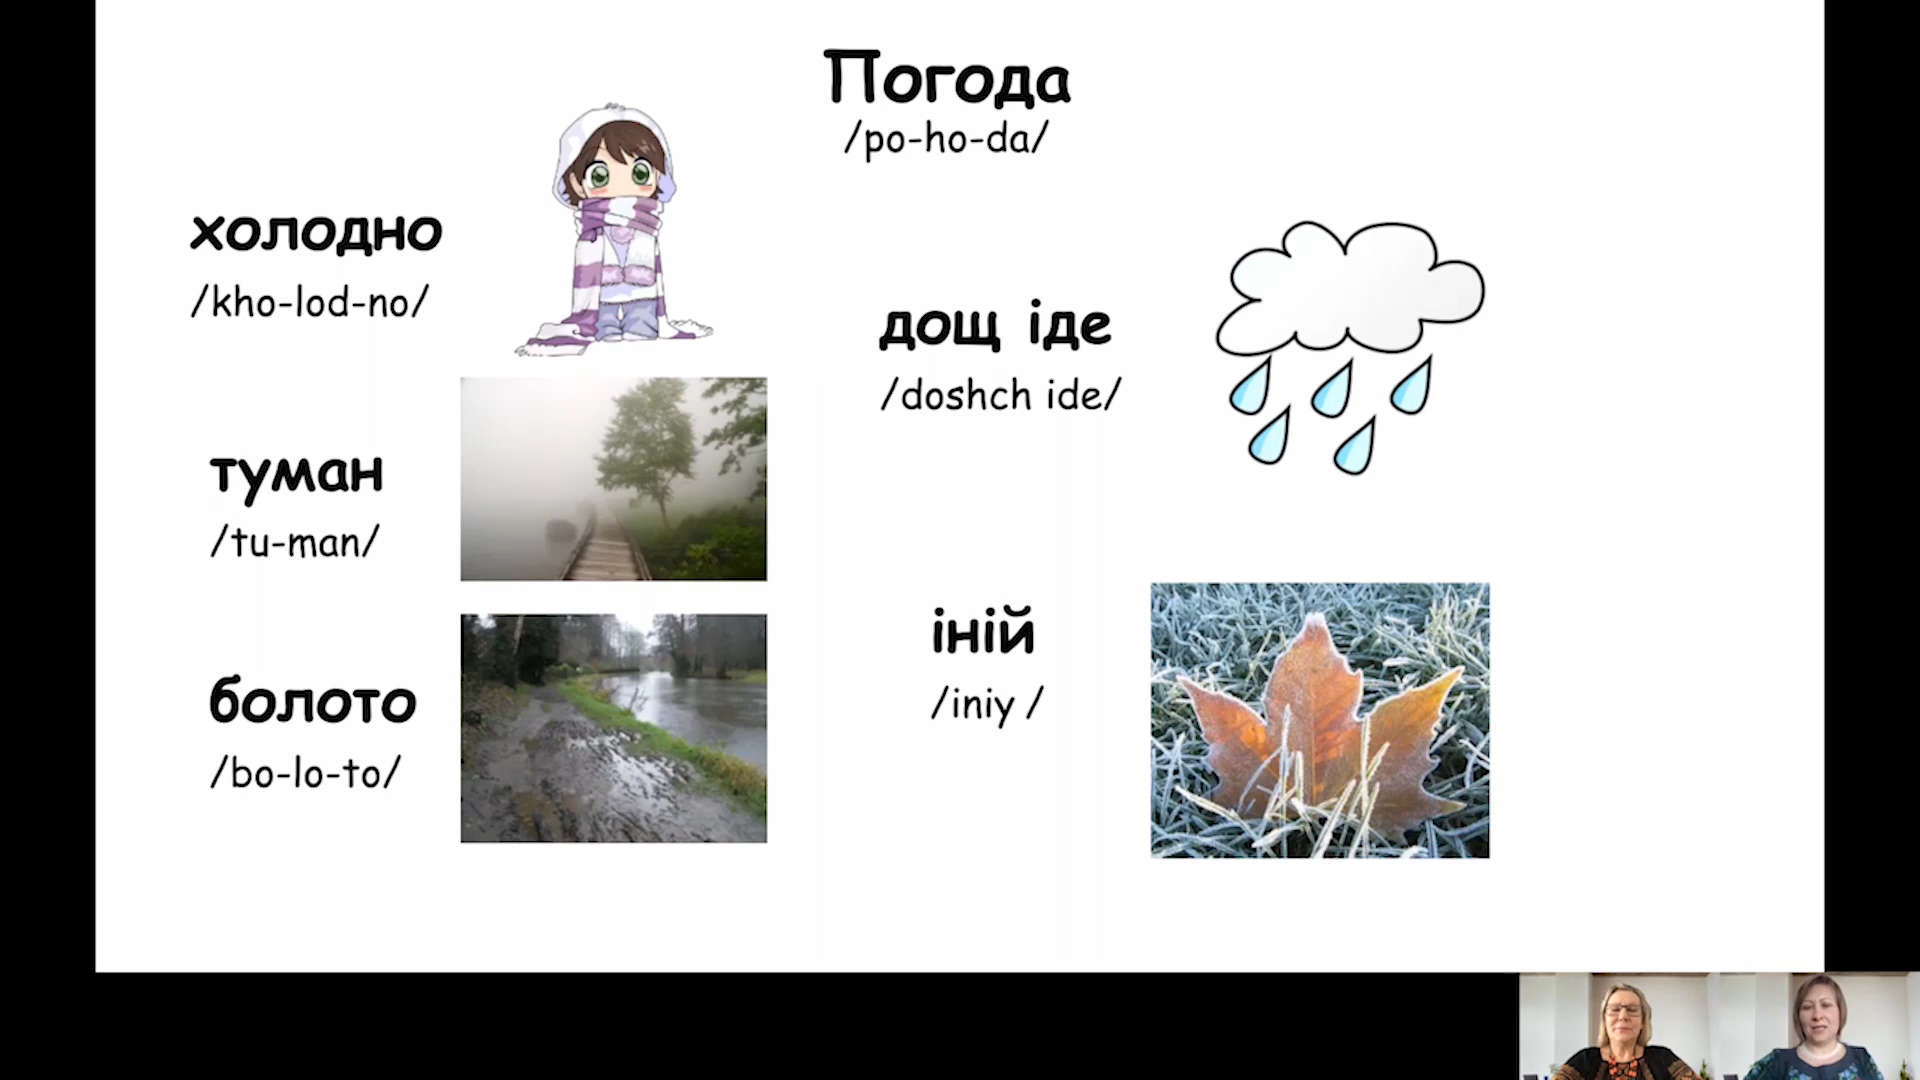 Погода
/po-ho-da/
холодно
/kho-lod-no/
туман
/tu-man/
болото
/bo-lo-to/
дощ іде
/doshch ide/
іній
/iniy /